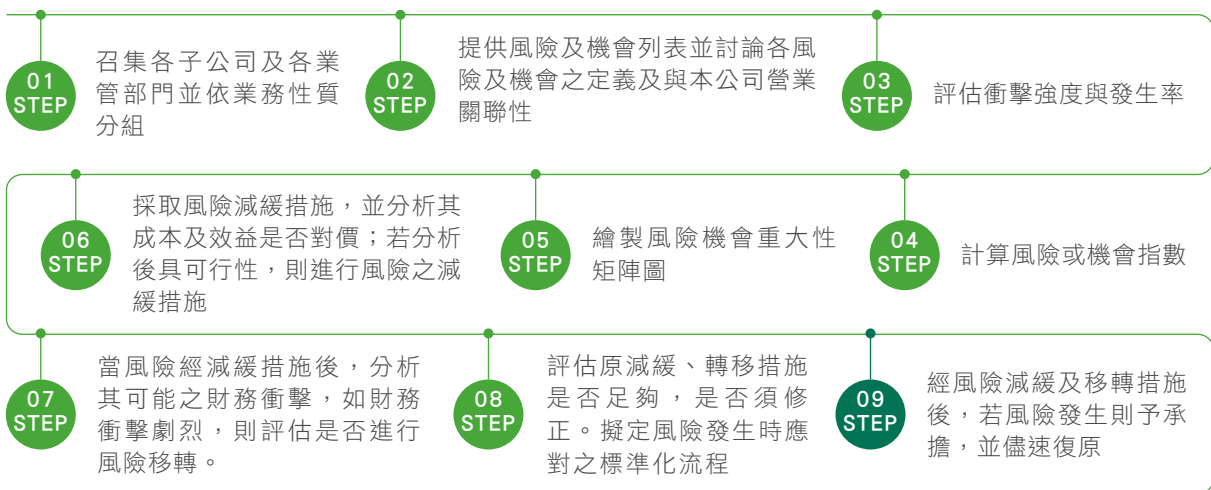 01
STEP
召集各子公司及各業
管部門並依業務性質
分組
02
STEP
提供風險及機會列表並討論各風
險及機會之定義及與本公司營業
關聯性
03
STEP
評估衝擊強度與發生率
04
STEP
計算風險或機會指數
05
STEP
繪製風險機會重大性
矩陣圖
06
STEP
採取風險減緩措施，並分析其
成本及效益是否對價；若分析
後具可行性，則進行風險之減
緩措施
07
STEP
當風險經減緩措施後，分析
其可能之財務衝擊，如財務
衝擊劇烈，則評估是否進行
風險移轉。
08
STEP
評估原減緩、轉移措施
是否足夠，是否須修
正。擬定風險發生時應
對之標準化流程
09
STEP
經風險減緩及移轉措施
後，若風險發生則予承
擔，並儘速復原